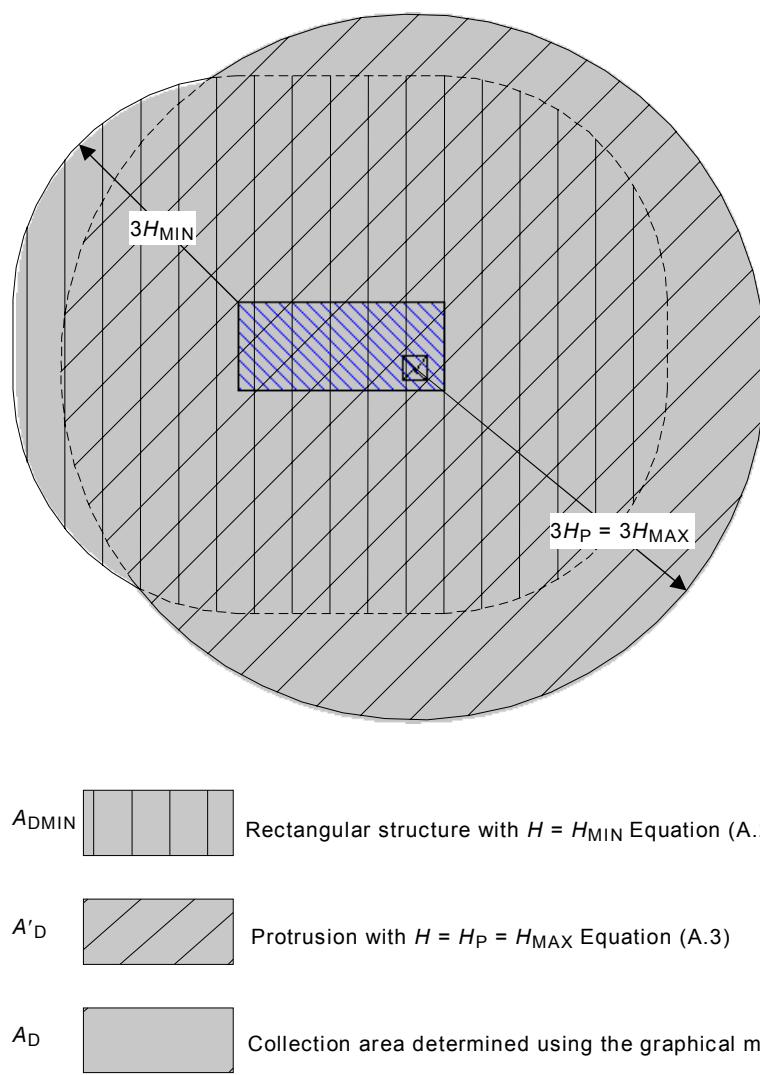 3HMIN
3HP = 3HMAX
ADMIN Rectangular structure with H = HMIN Equation (A.
A′D Protrusion with H = HP = HMAX Equation (A.3)
AD Collection area determined using the graphical